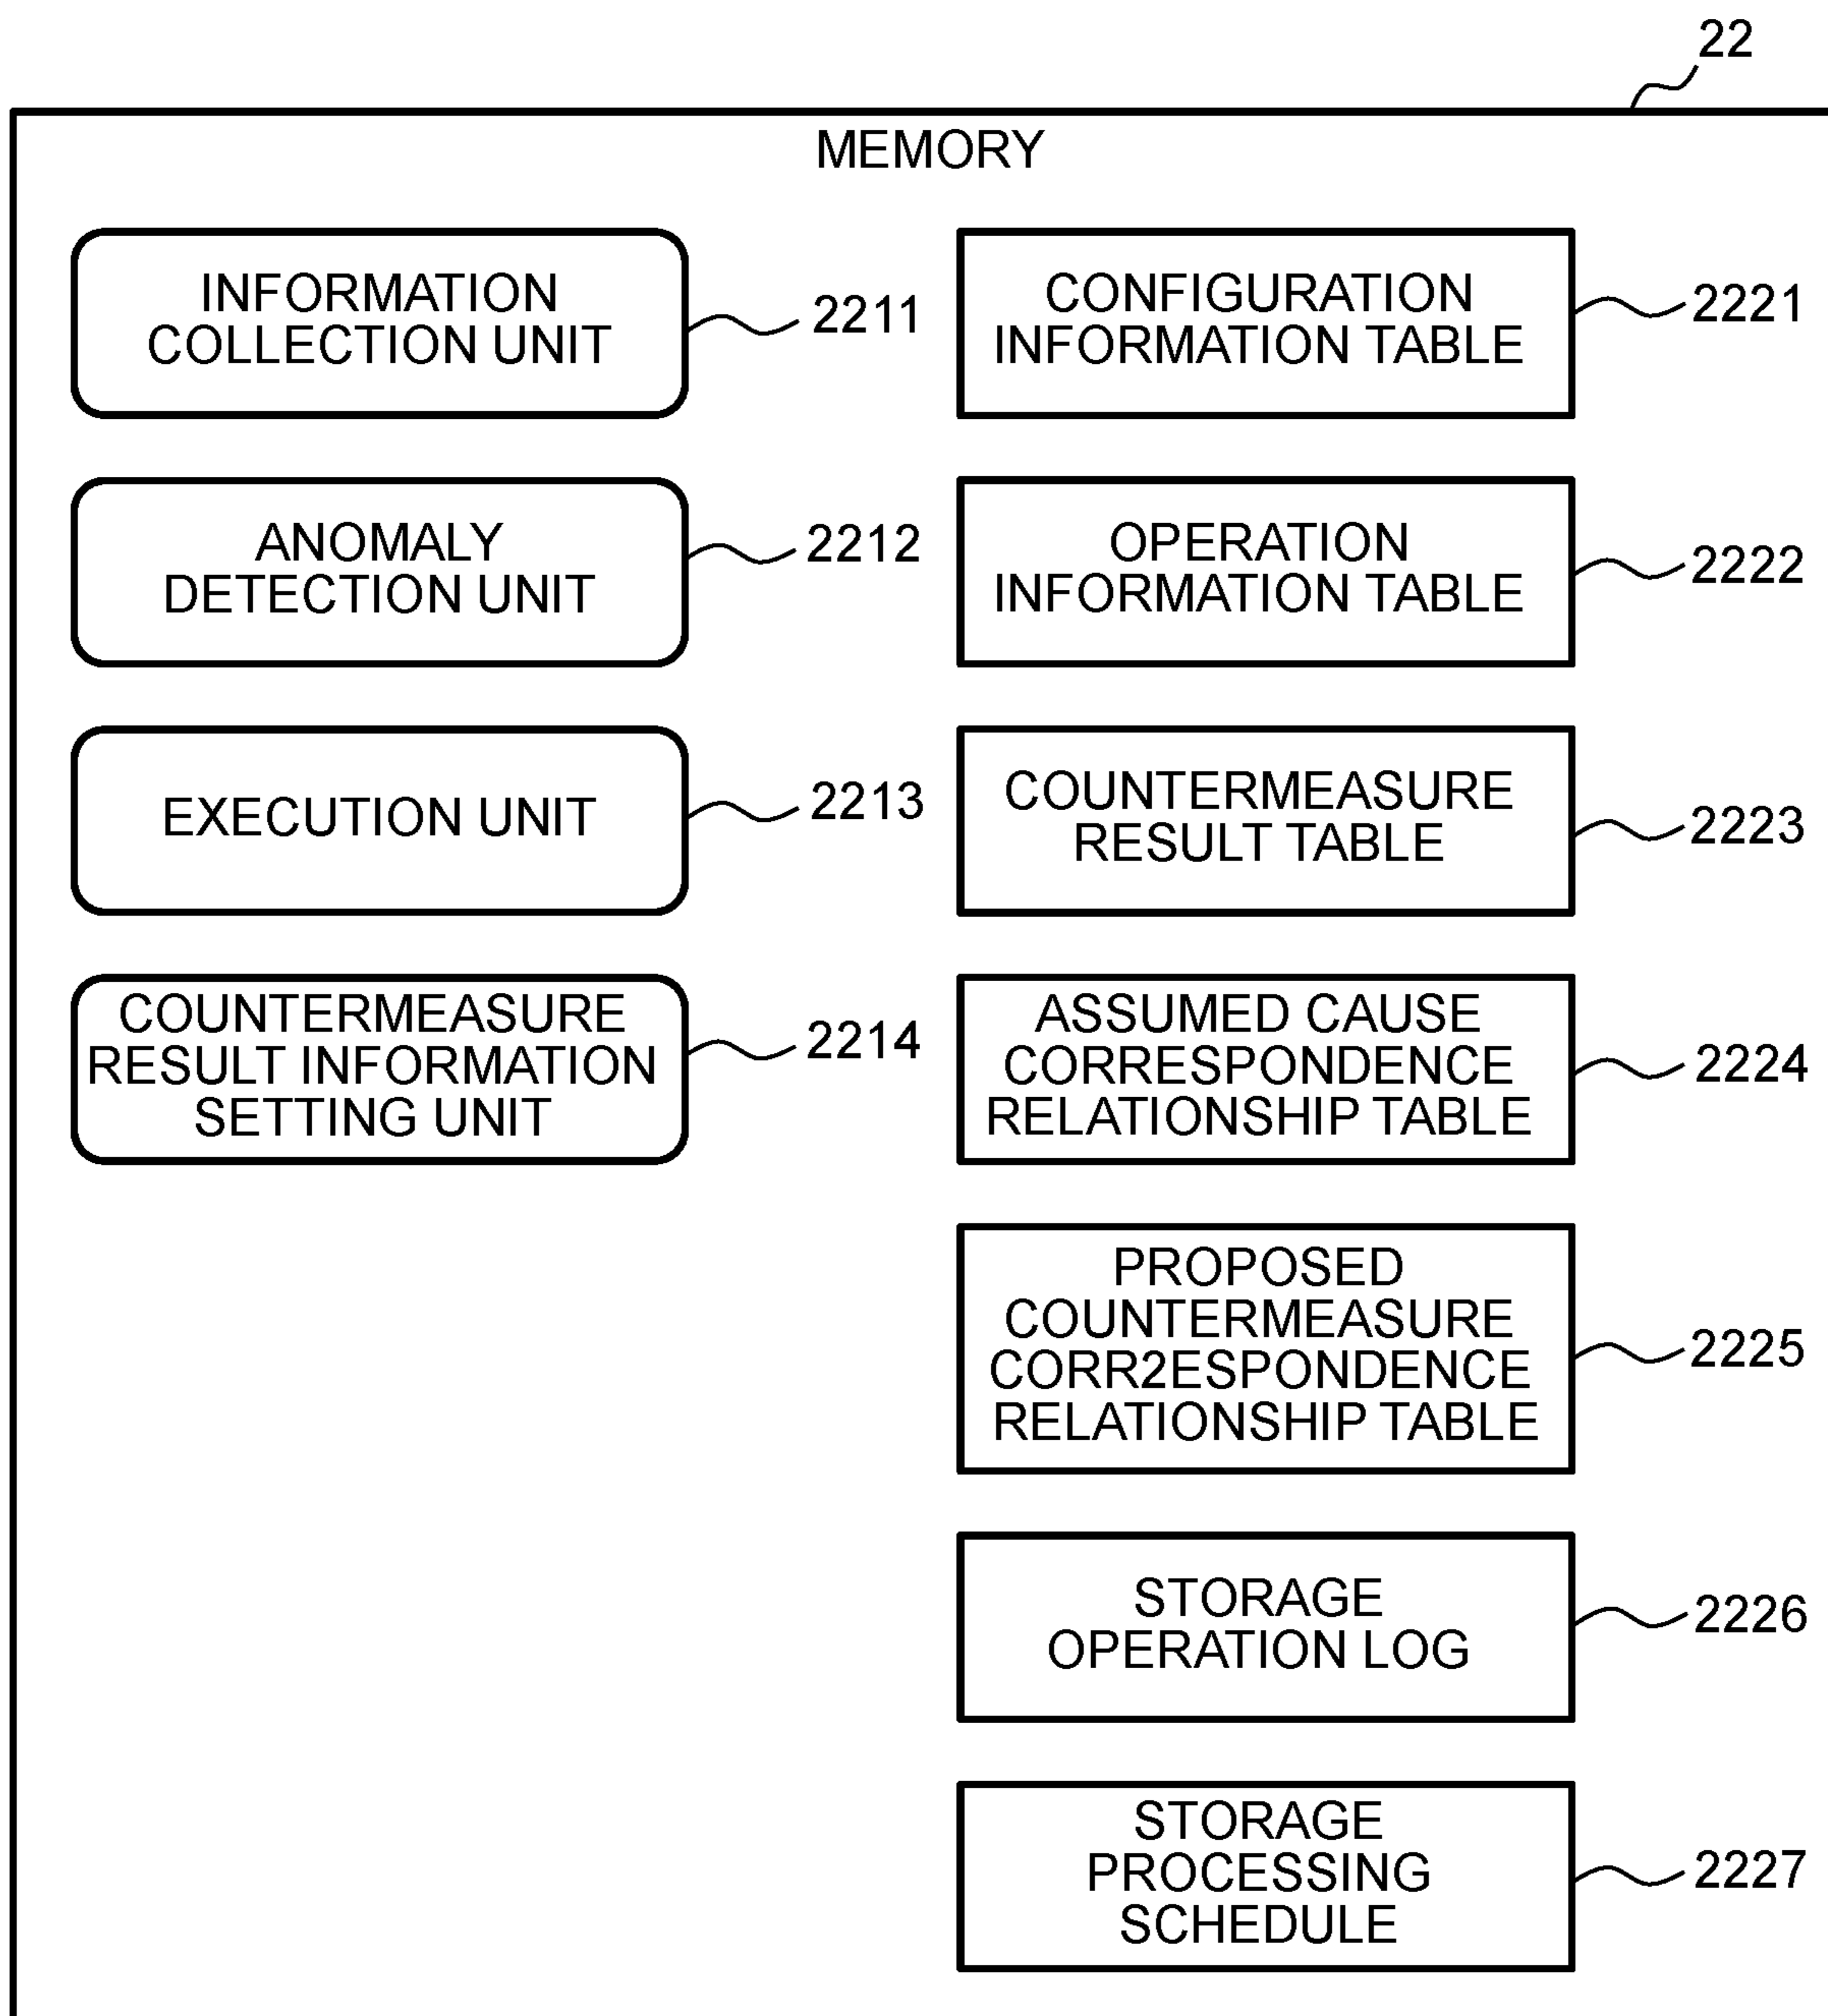 22
MEMORY
INFORMATION
COLLECTION UNIT
2211
CONFIGURATION
INFORMATION TABLE
2221
ANOMALY
DETECTION UNIT
2212
OPERATION
INFORMATION TABLE
2222
EXECUTION UNIT
2213
COUNTERMEASURE
RESULT TABLE
2223
COUNTERMEASURE
RESULT INFORMATION
SETTING UNIT
2214
ASSUMED CAUSE
CORRESPONDENCE
RELATIONSHIP TABLE
2224
PROPOSED
COUNTERMEASURE
CORR2ESPONDENCE
RELATIONSHIP TABLE
2225
STORAGE
OPERATION LOG
2226
STORAGE
PROCESSING
SCHEDULE
2227